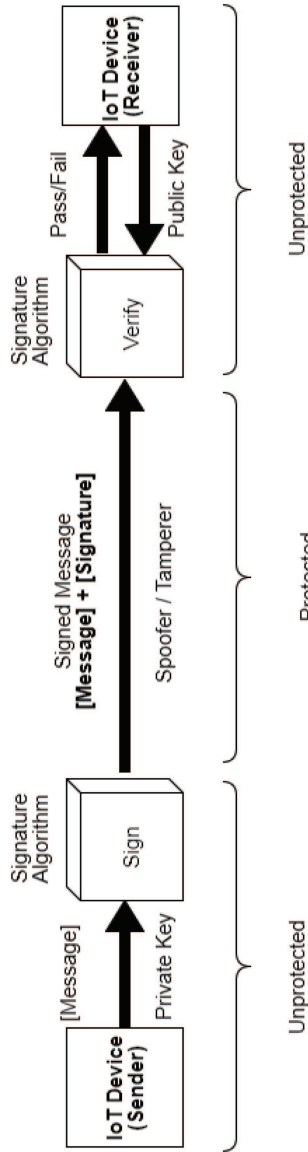 IoT Device
(Sender)
[Message]
Private Key
Signature
Algorithm
Sign
Signed Message
[Message] + [Signature]
Spoofer / Tamperer
Signature
Algorithm
Verify
Pass/Fail
Public Key
IoT Device
(Receiver)
Unprotected
Protected
Unprotected